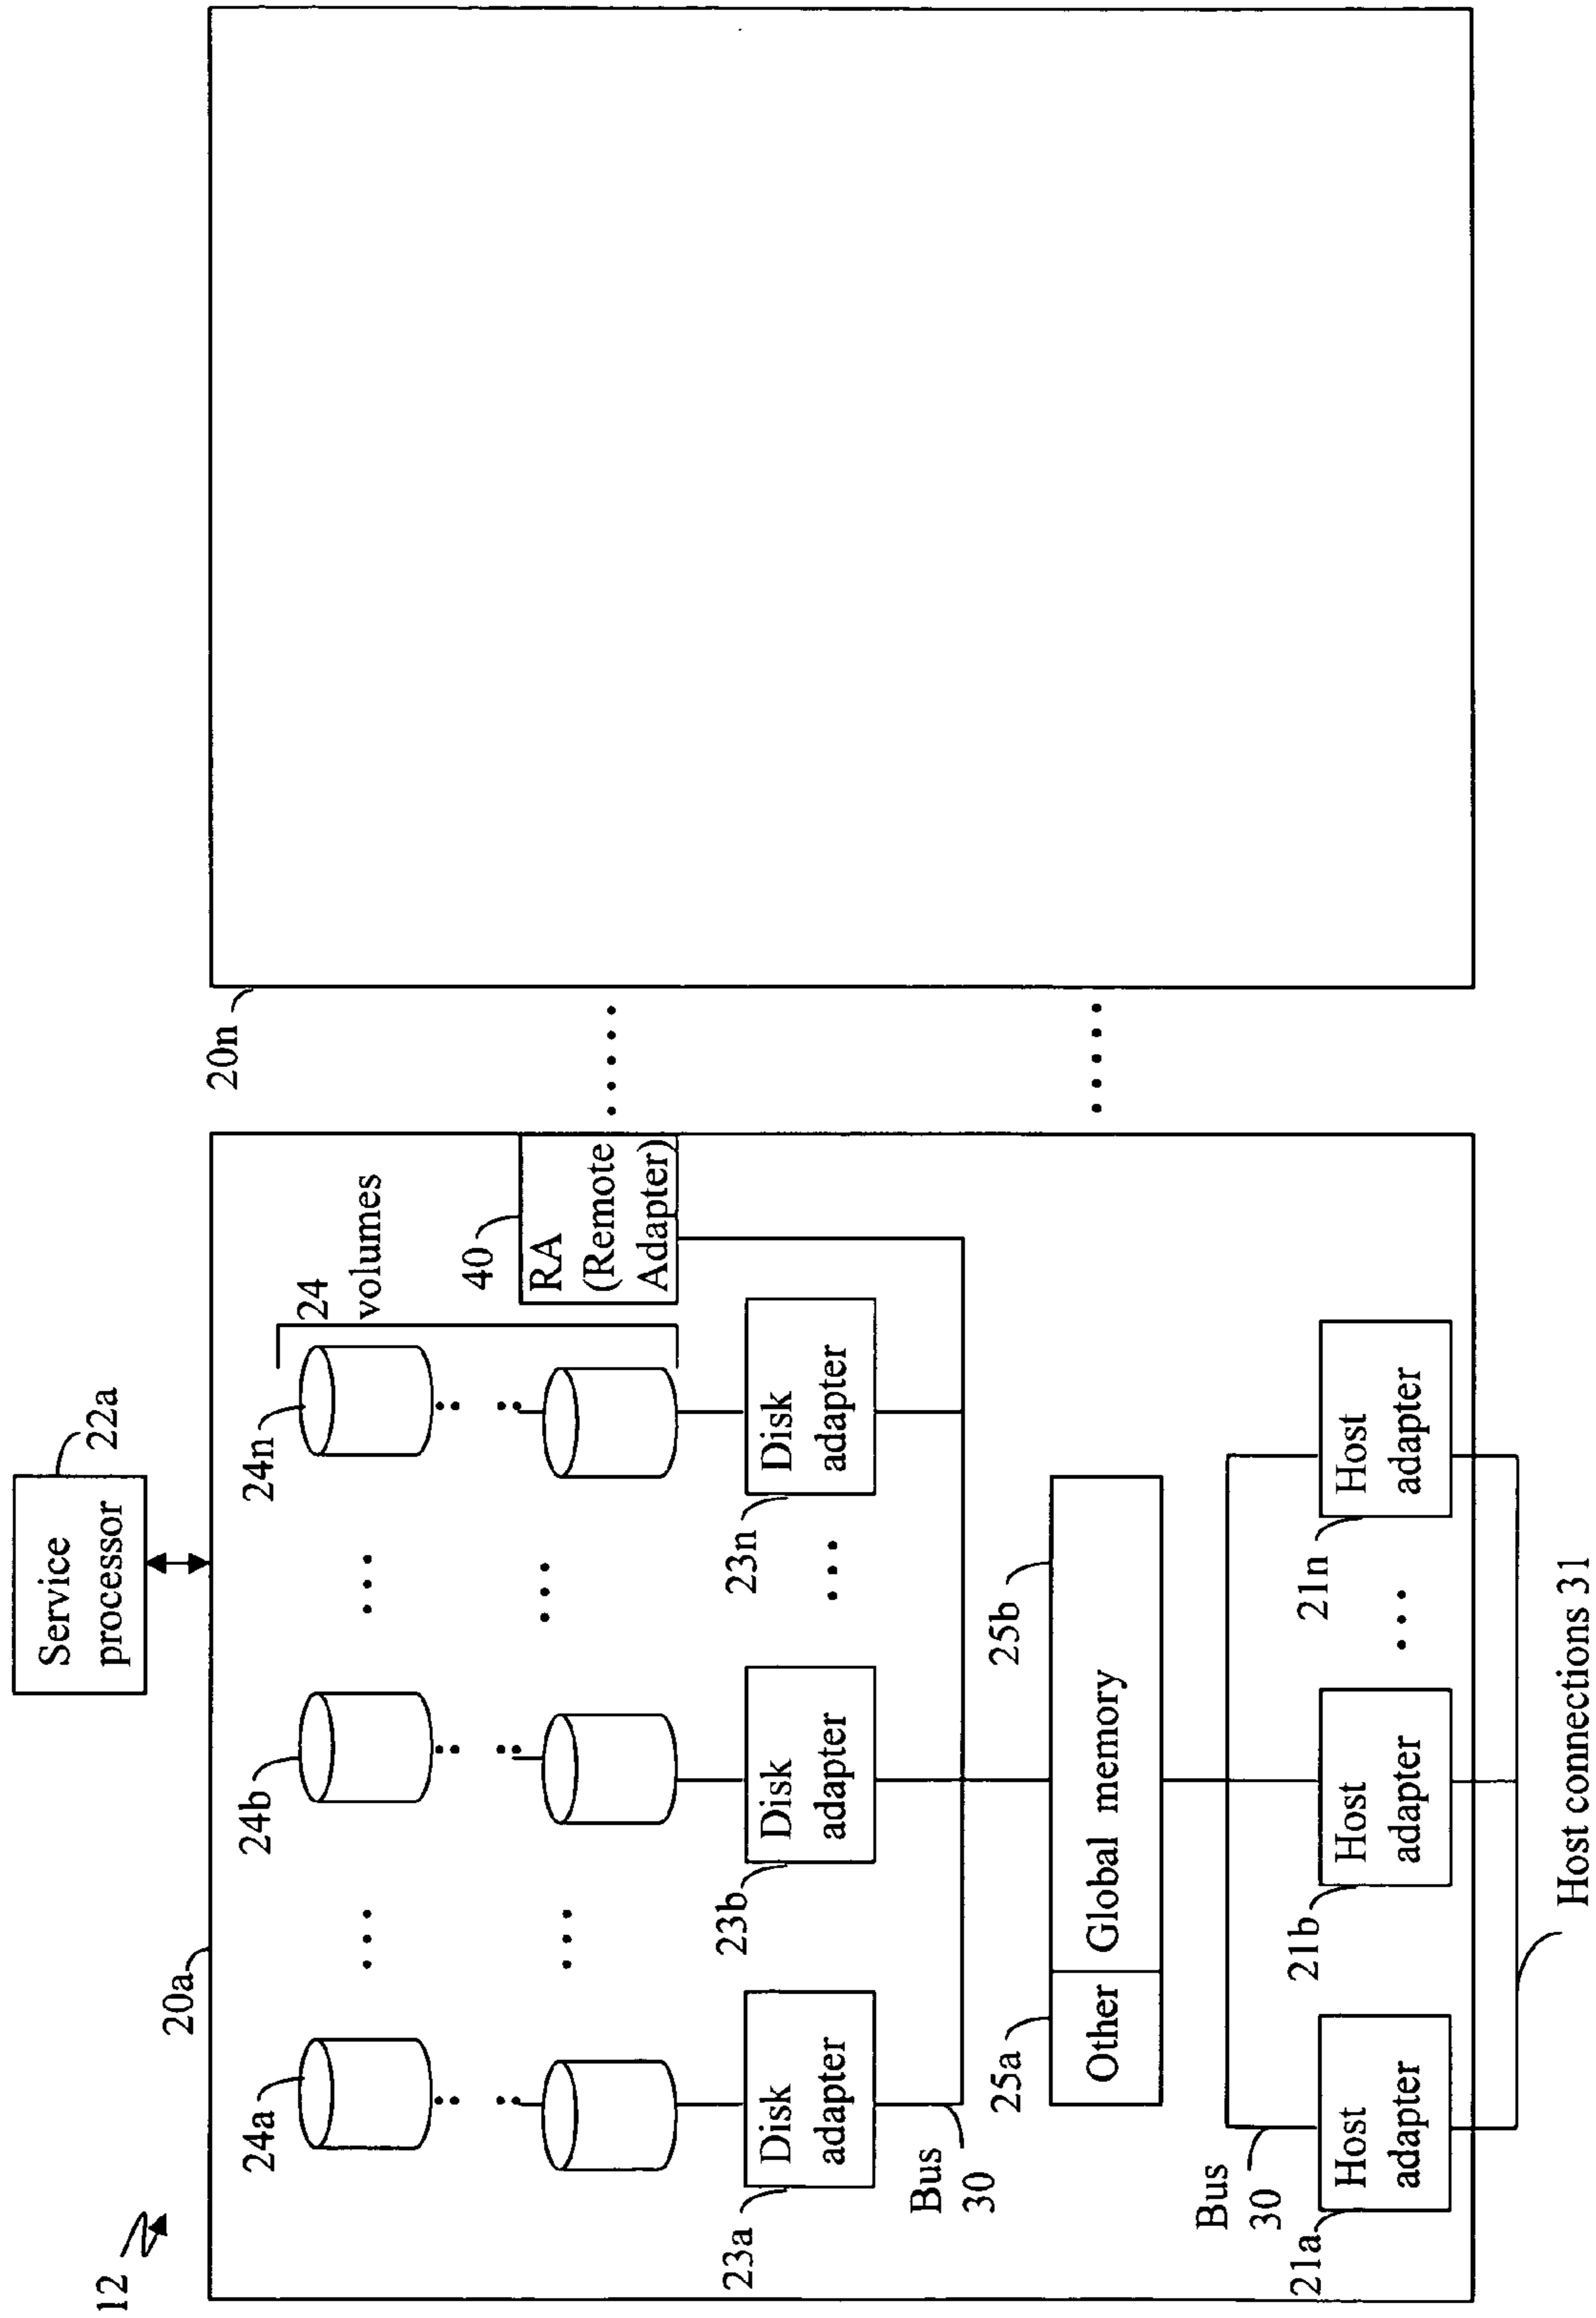 12
Service
processor
22a
20a
20n
24a
24b
24n
24
volumes
40
RA
(Remote
Adapter)
23a
Disk
adapter
23b
Disk
adapter
23n
Disk
adapter
Bus
30
25a
Other
Global memory
25b
Bus
30
21a
Host
adapter
21b
Host
adapter
21n
Host
adapter
Host connections 31